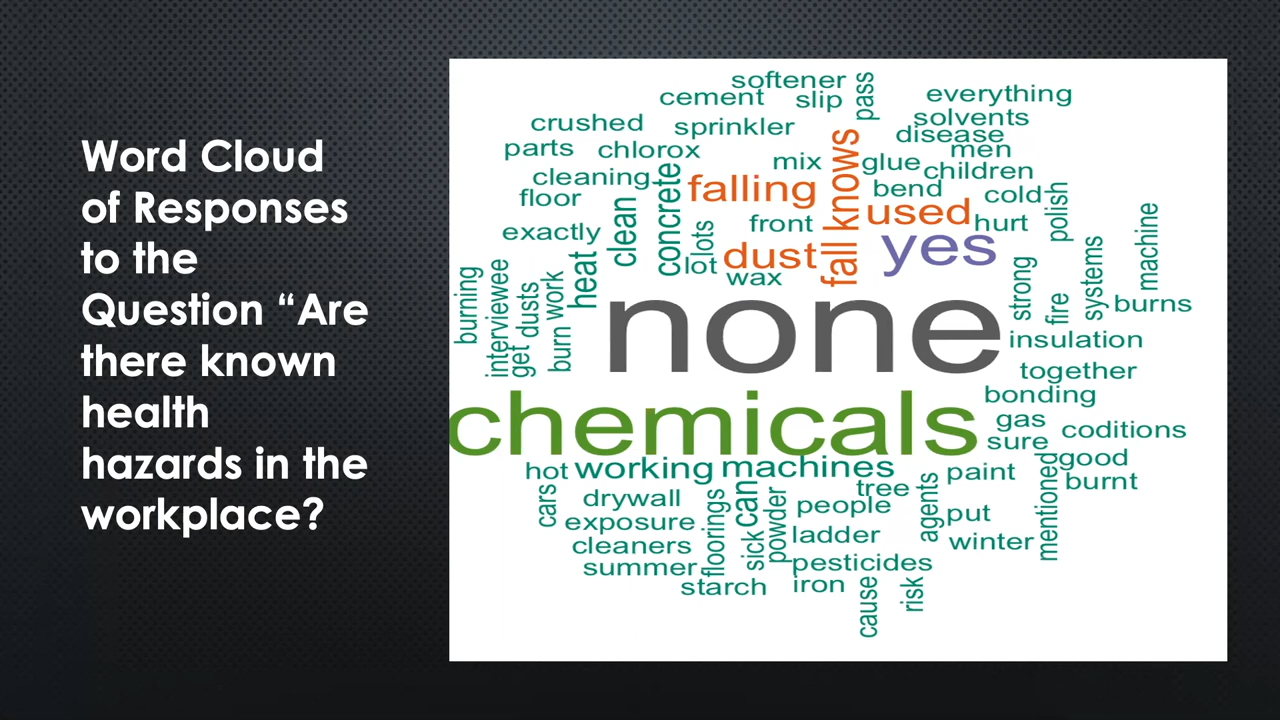 Word Cloud
of Responses
to the
Question “Are
there known
health
hazards in the
workplace?
softener
pass
cement
slip
everything
solvents
crushed
sprinkler
disease
parts
chlorox
men
mix
knows
glue
children
cleaning
concrete
falling
bend
cold
floor
polish
used
front
hurt
exactly
clean
lots
yes
machine
dust
fall
lot
wax
heat
systems
strong
burning
interviewee
dusts
work
none
fire
burns
get
burn
insulation
together
chemicals
bonding
gas
sure
coditions
hot
working
machines
good
paint
burnt
mentioned
cars
drywall
can
tree
agents
exposure
floorings
powder
people
put
cleaners
sick
ladder
winter
summer
pesticides
starch
iron
cause
risk